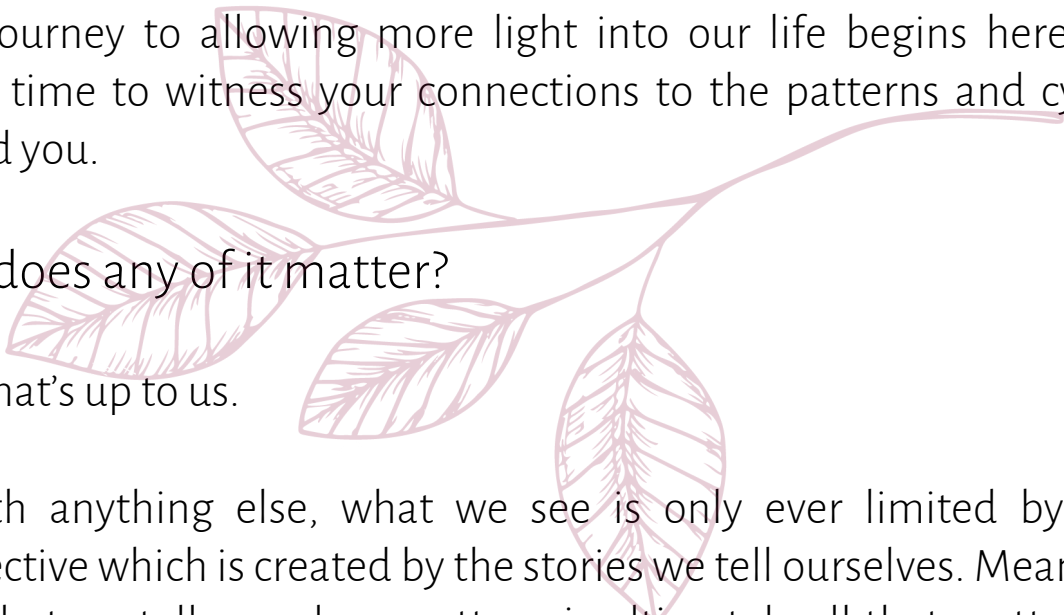 ourney to allowing more light into our life begins here
time to witness your connections to the patterns and cy
d you.
does any of it matter?
hat's up to us.
th anything else, what we see is only ever limited by
ective which is created by the stories we tell ourselves. Mean